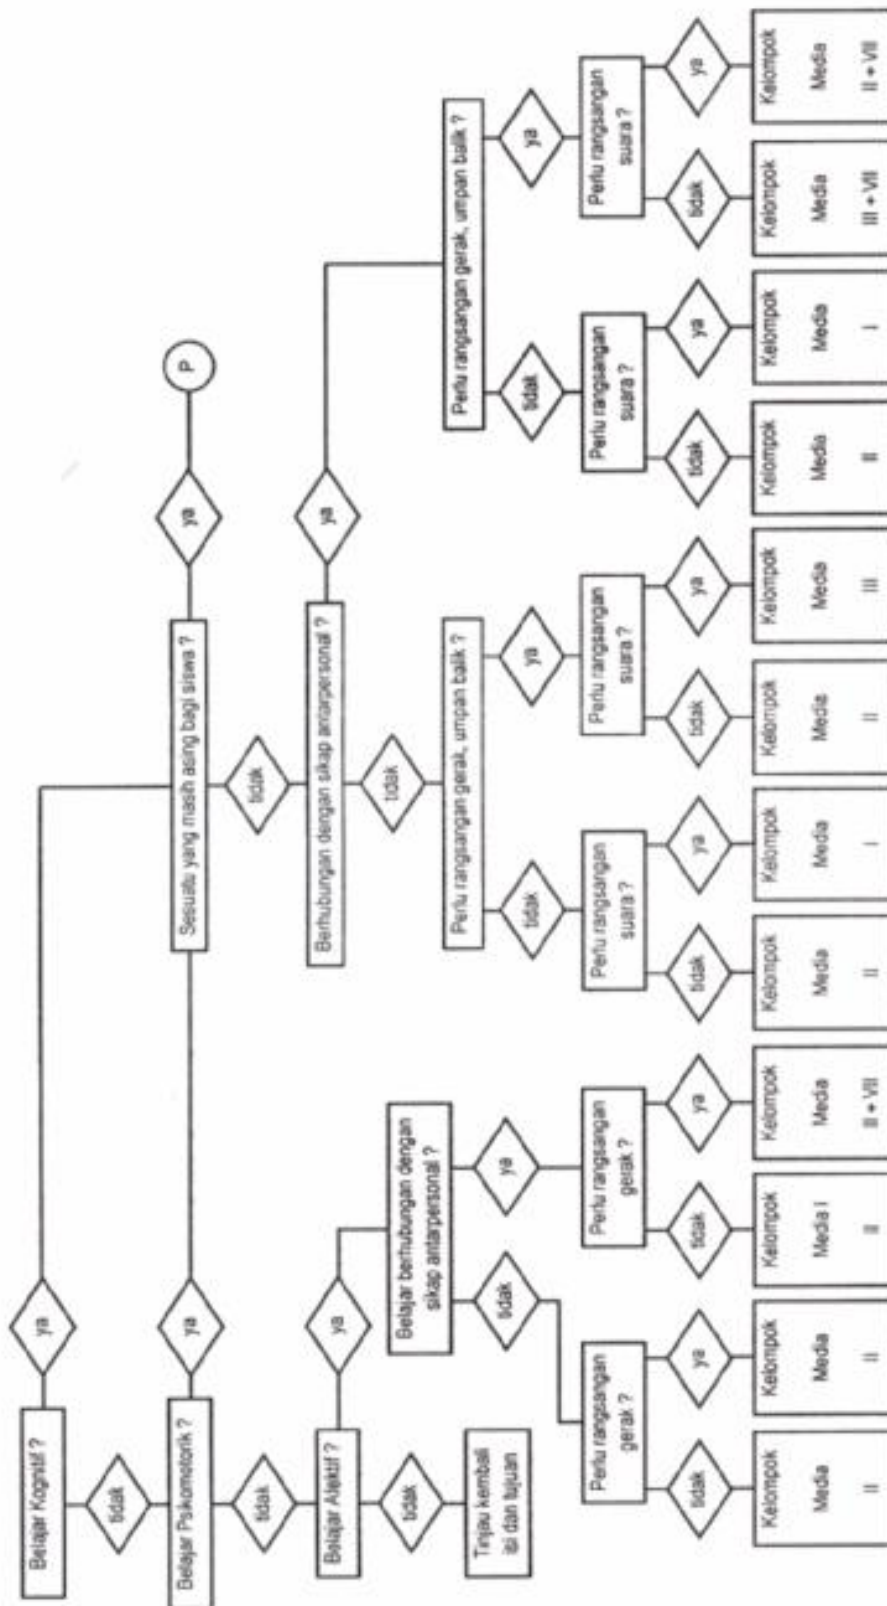 Belajar Kognitif ?
ya
tidak
Belajar Psikometorik ?
ya
Sesuatu yang masih asing bagi siswa ?
ya
P
tidak
tidak
Belajar Afektif ?
ya
Berhubungan dengan sikap antarpersonal ?
ya
tidak
Belajar berhubungan dengan
sikap antarpersonal ?
tidak
Tinjau kembali
isi dan tujuan
Perlu rangsangan gerak, umpan balik ?
Perlu rangsangan gerak, umpan balik ?
tidak
ya
tidak
ya
tidak
ya
Perlu rangsangan
gerak ?
Perlu rangsangan
gerak ?
Perlu rangsangan
suara ?
Perlu rangsangan
suara ?
Perlu rangsangan
suara ?
Perlu rangsangan
suara ?
tidak
ya
tidak
ya
tidak
ya
tidak
ya
tidak
ya
tidak
ya
Kelompok
Media
II
Kelompok
Media
II
Kelompok
Media I
II
Kelompok
Media
+ VII
Kelompok
Media
II
Kelompok
Media
I
Kelompok
Media
II
Kelompok
Media
III
Kelompok
Media
Kelompok
Media
I
Kelompok
Media
III + VII
Kelompok
Media
II + VII